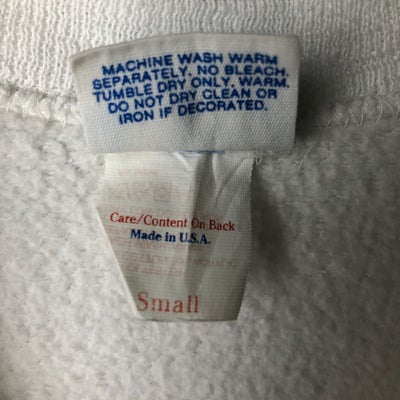 MACHINE WASH WARM
SEPARATELY. NO BLEACH.
TUMBLE DRY ONLY, WARM.
DO NOT DRY CLEAN OR
IRON IF DECORATED.
Care/Content On Back
Made in U.S.A.
Small